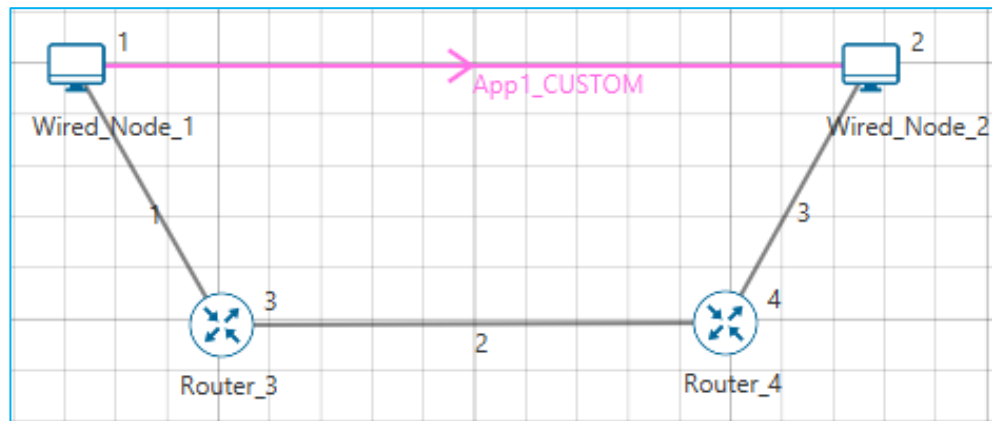 1
2
App1_CUSTOM
Wired_Node_1
Wired_Node_2
1
3
3
4
2
Router_3
Router_4